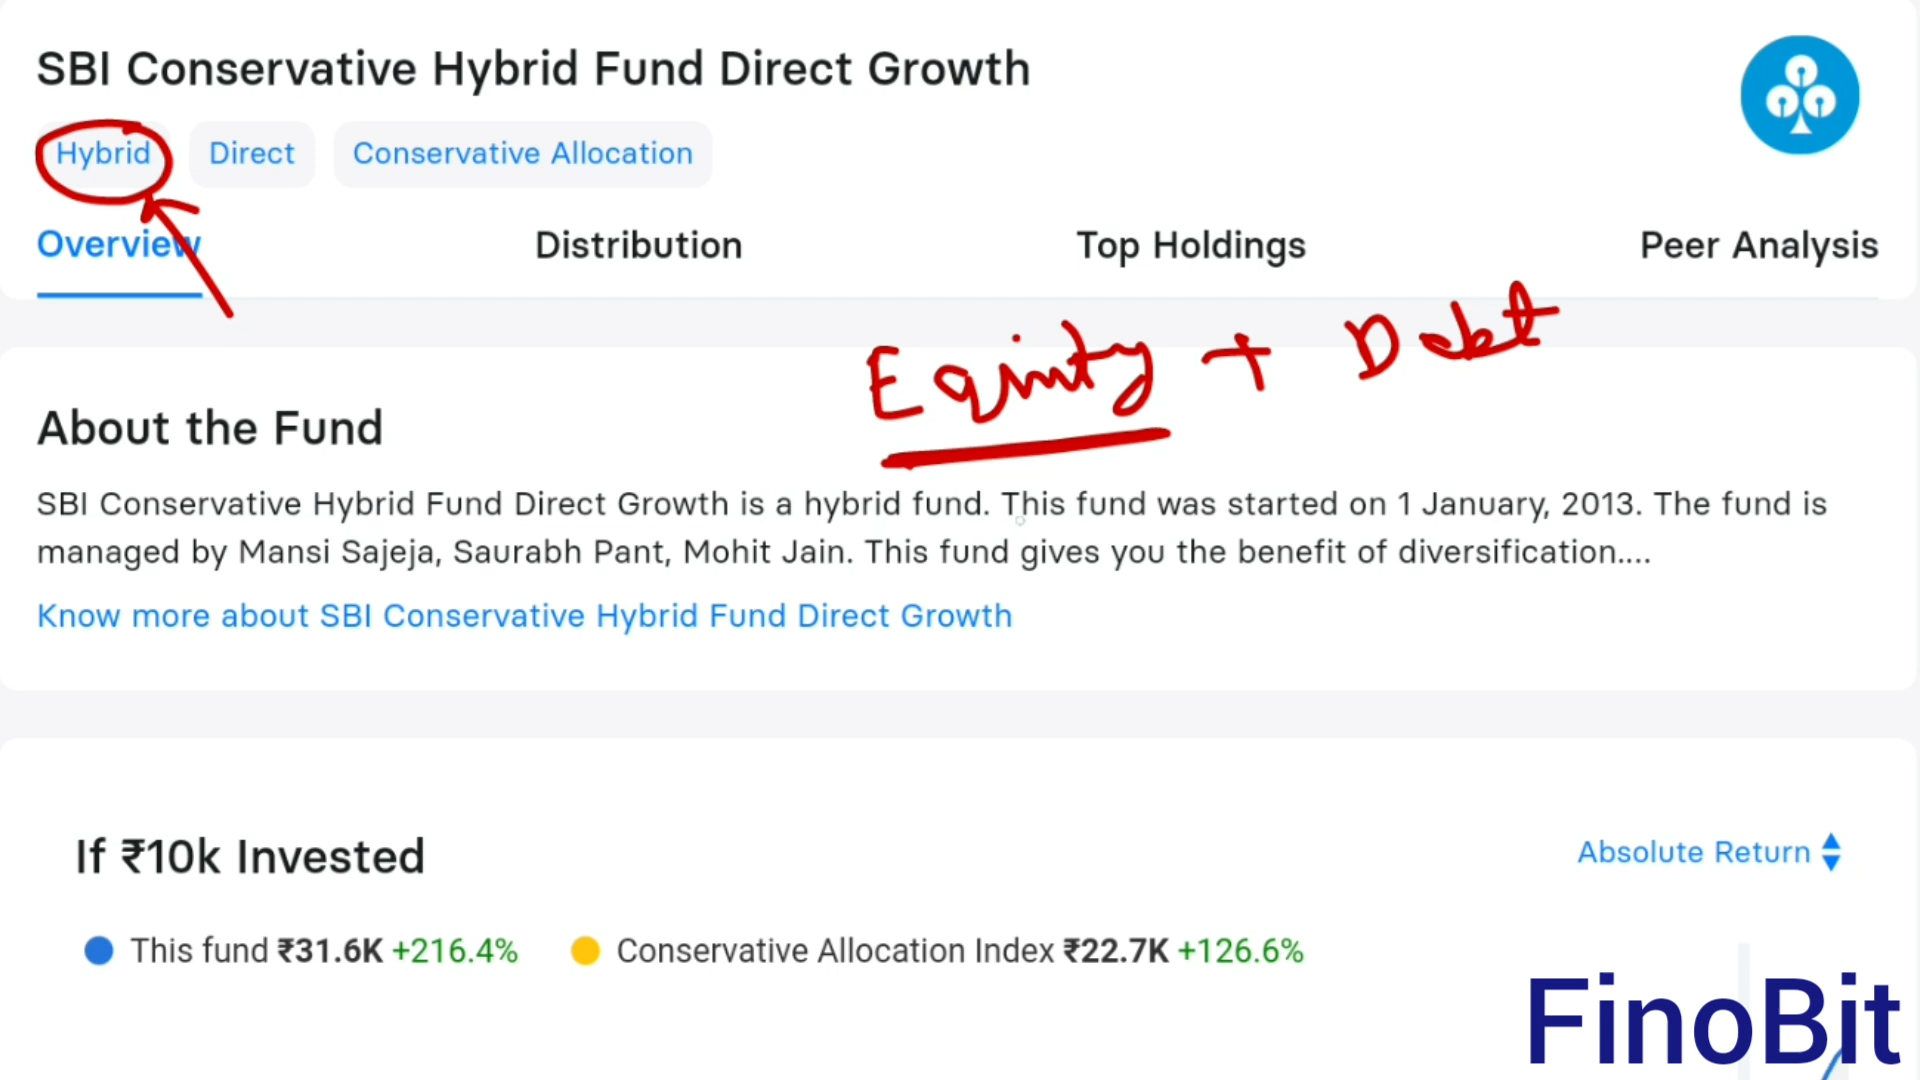 SBI Conservative Hybrid Fund Direct Growth
Hybrid Direct Conservative Allocation
Overview Distribution Top Holdings Peer Analysis
Equity + Debt
About the Fund
SBI Conservative Hybrid Fund Direct Growth is a hybrid fund. This fund was started on 1 January, 2013. The fund is
managed by Mansi Sajeja, Saurabh Pant, Mohit Jain. This fund gives you the benefit of diversification....
Know more about SBI Conservative Hybrid Fund Direct Growth
If ₹10k Invested
Absolute Return
This fund ₹31.6K +216.4% Conservative Allocation Index ₹22.7K +126.6%
FinoBit